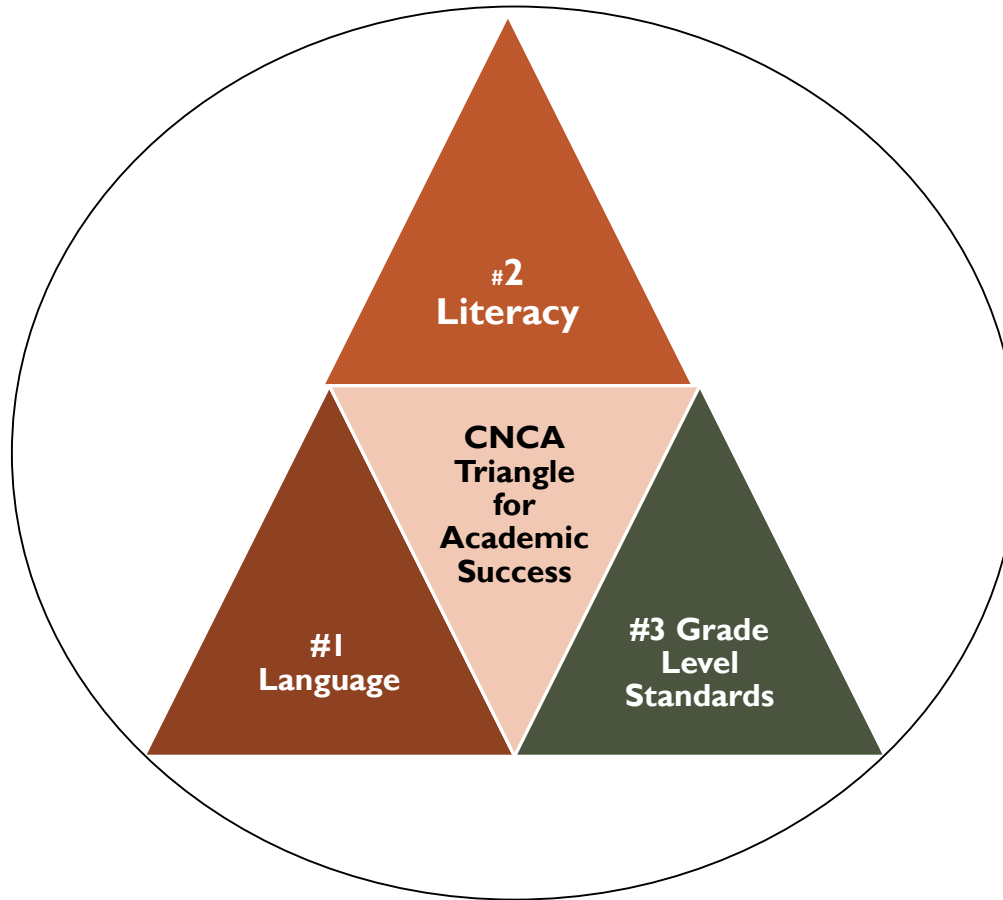 #2
Literacy
CNCA
Triangle
for
Academic
Success
#1
Language
#3 Grade
Level
Standards